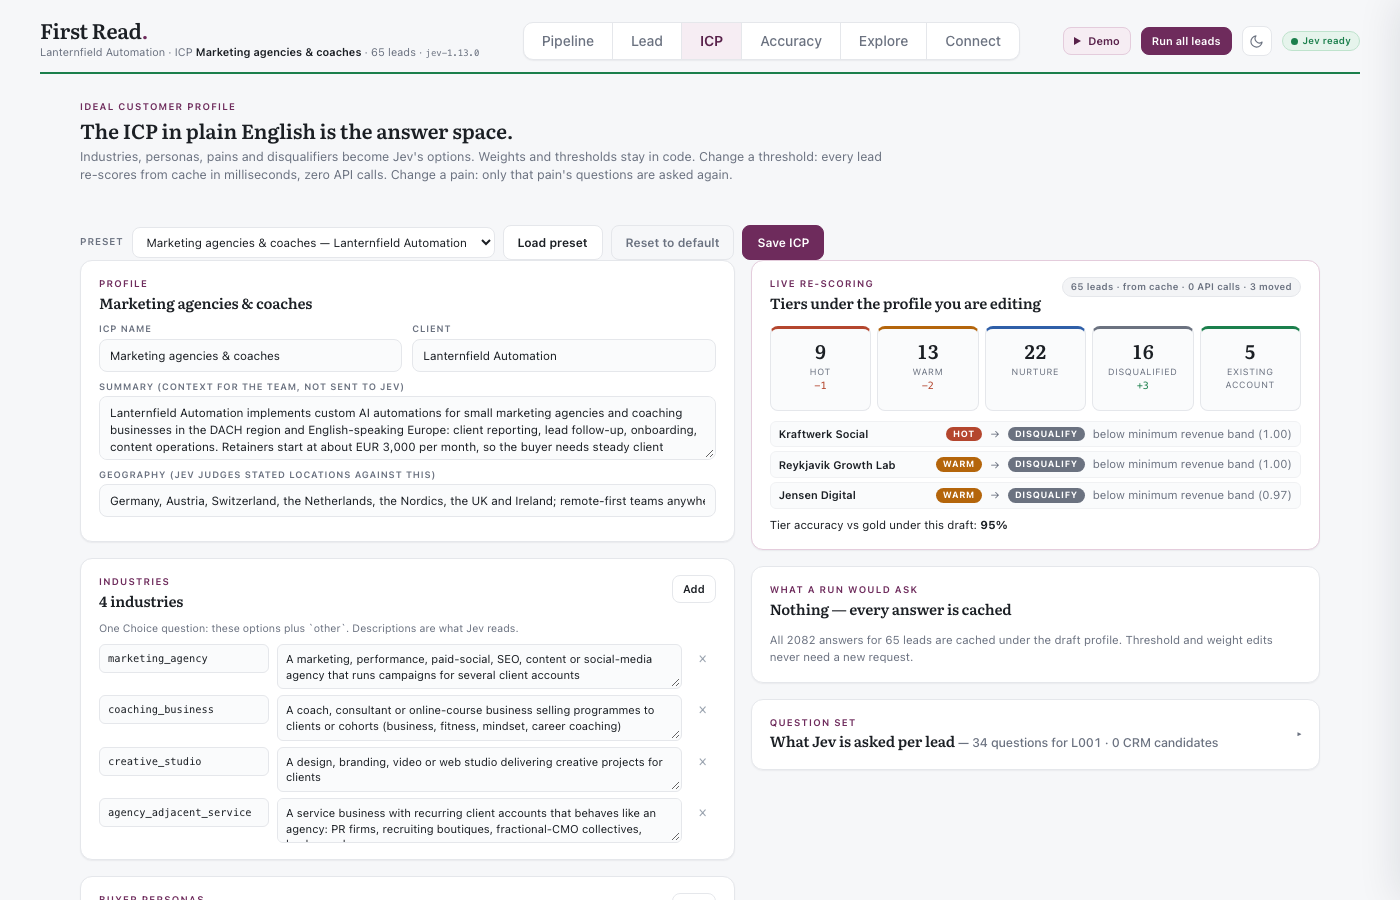 First Read.
Lanternfield Automation · ICP Marketing agencies & coaches · 65 leads · jev-1.13.0
Pipeline
Lead
ICP
Accuracy
Explore
Connect
▶ Demo
Run all leads
Jev ready
IDEAL CUSTOMER PROFILE
The ICP in plain English is the answer space.
Industries, personas, pains and disqualifiers become Jev's options. Weights and thresholds stay in code. Change a threshold: every lead
re-scores from cache in milliseconds, zero API calls. Change a pain: only that pain's questions are asked again.
PRESET
Marketing agencies & coaches — Lanternfield Automation
Load preset
Reset to default
Save ICP
PROFILE
Marketing agencies & coaches
ICP NAME
CLIENT
Marketing agencies & coaches
Lanternfield Automation
SUMMARY (CONTEXT FOR THE TEAM, NOT SENT TO JEV)
Lanternfield Automation implements custom AI automations for small marketing agencies and coaching
businesses in the DACH region and English-speaking Europe: client reporting, lead follow-up, onboarding,
content operations. Retainers start at about EUR 3,000 per month, so the buyer needs steady client
GEOGRAPHY (JEV JUDGES STATED LOCATIONS AGAINST THIS)
Germany, Austria, Switzerland, the Netherlands, the Nordics, the UK and Ireland; remote-first teams anywhe
INDUSTRIES
4 industries
Add
One Choice question: these options plus `other`. Descriptions are what Jev reads.
marketing_agency
A marketing, performance, paid-social, SEO, content or social-media
agency that runs campaigns for several client accounts
×
coaching_business
A coach, consultant or online-course business selling programmes to
clients or cohorts (business, fitness, mindset, career coaching)
×
creative_studio
A design, branding, video or web studio delivering creative projects for
clients
×
agency_adjacent_service
A service business with recurring client accounts that behaves like an
agency: PR firms, recruiting boutiques, fractional-CMO collectives,
×
BUYER PERSONAS
LIVE RE-SCORING
Tiers under the profile you are editing
65 leads · from cache · 0 API calls · 3 moved
9
HOT
−1
13
WARM
−2
22
NURTURE
16
DISQUALIFIED
+3
5
EXISTING
ACCOUNT
Kraftwerk Social HOT → DISQUALIFY below minimum revenue band (1.00)
Reykjavik Growth Lab WARM → DISQUALIFY below minimum revenue band (1.00)
Jensen Digital WARM → DISQUALIFY below minimum revenue band (0.97)
Tier accuracy vs gold under this draft: 95%
WHAT A RUN WOULD ASK
Nothing — every answer is cached
All 2082 answers for 65 leads are cached under the draft profile. Threshold and weight edits
never need a new request.
QUESTION SET
What Jev is asked per lead — 34 questions for L001 · 0 CRM candidates